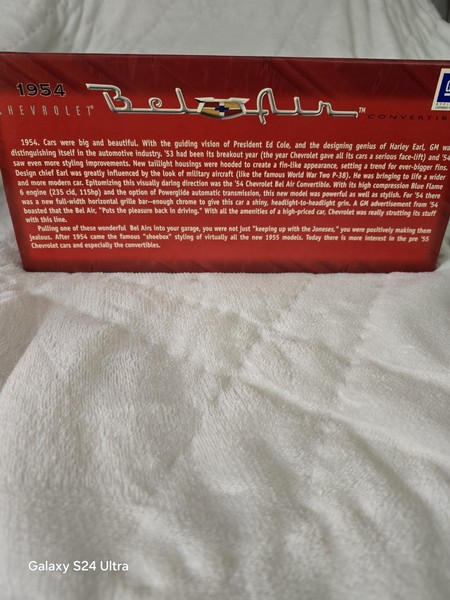 1954
CHEVROLET
Bel Air
TM
CONVERTIB
GM
1954. Cars were big and beautiful. With the guiding vision of President Ed Cole, and the designing genius of Harley Earl, GM w
distinguishing itself in the automotive industry. '53 had been its breakout year (the year Chevrolet gave all its cars a serious face-lift) and '54
saw even more styling improvements. New taillight housings were hooded to create a fin-like appearance, setting a trend for ever-bigger fins.
Design chief Earl was greatly influenced by the look of military aircraft (like the famous World War Two P-38). He was bringing to life a wider
and more modern car. Epitomizing this visually daring direction was the '54 Chevrolet Bel Air Convertible. With its high compression Blue Flame
6 engine (235 cid, 115hp) and the option of Powerglide automatic transmission, this new model was powerful as well as stylish. For '54 there
was a new full-width horizontal grille bar—enough chrome to give this car a shiny, headlight-to-headlight grin. A GM advertisement from '54
boasted that the Bel Air, "Puts the pleasure back in driving." With all the amenities of a high-priced car, Chevrolet was really strutting its stuff
with this line.
Pulling one of these wonderful Bel Airs into your garage, you were not just "keeping up with the Joneses," you were positively making them
jealous. After 1954 came the famous "shoebox" styling of virtually all the new 1955 models. Today there is more interest in the pre '55
Chevrolet cars and especially the convertibles.
Galaxy S24 Ultra